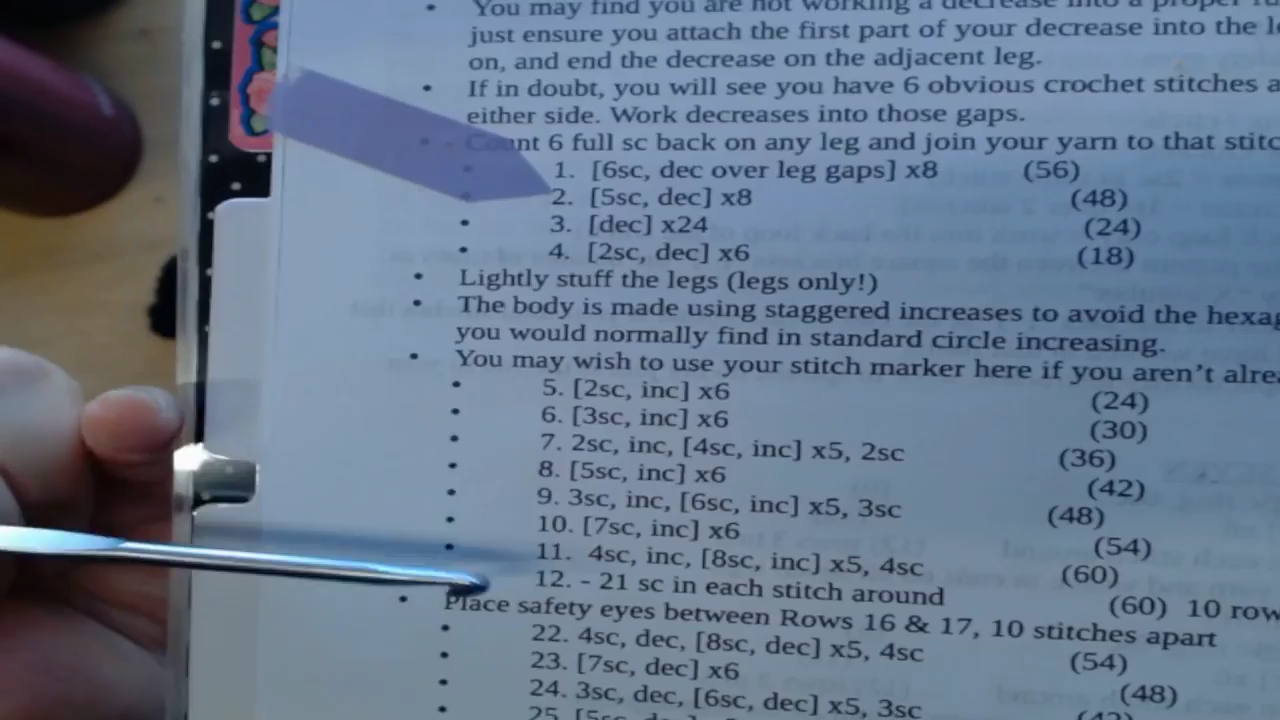 • You may find you are not working a decrease into a proper
just ensure you attach the first part of your decrease into the
on, and end the decrease on the adjacent leg.
• If in doubt, you will see you have 6 obvious crochet stitches
either side. Work decreases into those gaps.
• Count 6 full sc back on any leg and join your yarn to that
• 1. [6sc, dec over leg gaps] x8 (56)
• 2. [5sc, dec] x8 (48)
• 3. [dec] x24 (24)
• 4. [2sc, dec] x6 (18)
• Lightly stuff the legs (legs only!)
• The body is made using staggered increases to avoid the
you would normally find in standard circle increasing.
• You may wish to use your stitch marker here if you aren't
• 5. [2sc, inc] x6 (24)
• 6. [3sc, inc] x6 (30)
• 7. 2sc, inc, [4sc, inc] x5, 2sc (36)
• 8. [5sc, inc] x6 (42)
• 9. 3sc, inc, [6sc, inc] x5, 3sc (48)
• 10. [7sc, inc] x6 (54)
• 11. 4sc, inc, [8sc, inc] x5, 4sc (60)
12. - 21 sc in each stitch around (60) 10
• Place safety eyes between Rows 16 & 17, 10 stitches apart
• 22. 4sc, dec, [8sc, dec] x5, 4sc (54)
• 23. [7sc, dec] x6 (48)
• 24. 3sc, dec, [6sc, dec] x5, 3sc
• 25.